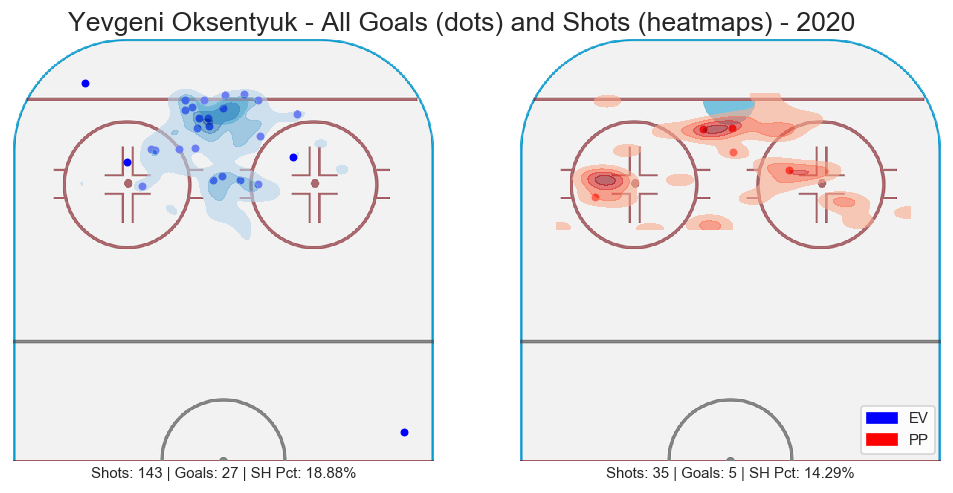 Yevgeni Oksentyuk - All Goals (dots) and Shots (heatmaps) - 2020
EV
PP
Shots: 143 | Goals: 27 | SH Pct: 18.88%
Shots: 35 | Goals: 5 | SH Pct: 14.29%